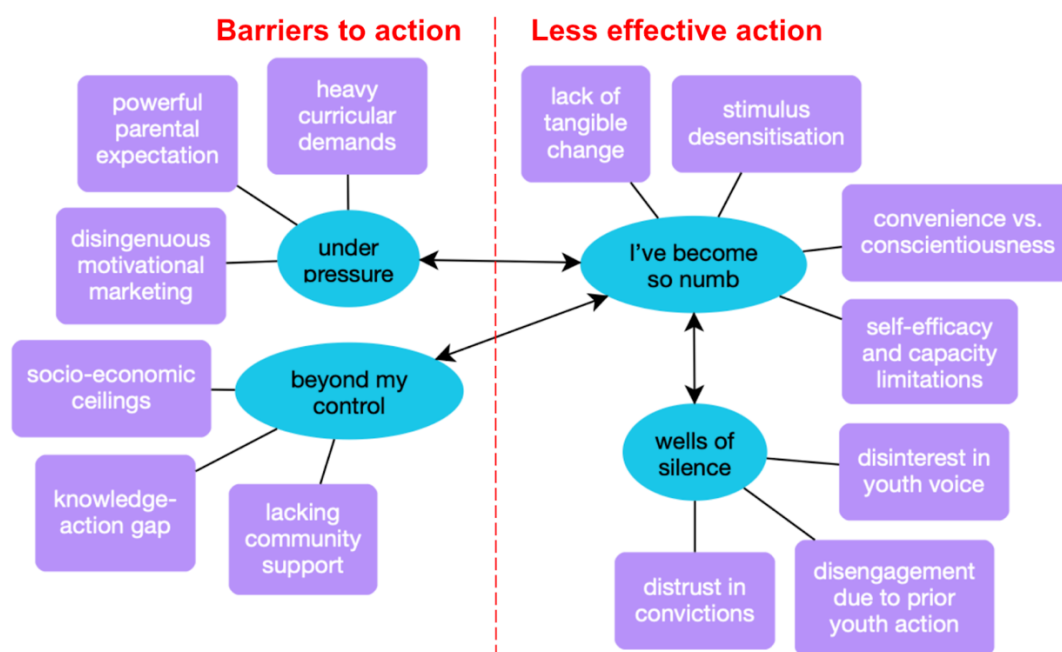 Barriers to action
Less effective action
powerful
parental
expectation
heavy
curricular
demands
disingenuous
motivational
marketing
under
pressure
socio-economic
ceilings
beyond my
control
knowledge-
action gap
lacking
community
support
lack of
tangible
change
stimulus
desensitisation
I've become
so numb
convenience vs.
conscientiousness
self-efficacy
and capacity
limitations
wells of
silence
disinterest in
youth voice
distrust in
convictions
disengagement
due to prior
youth action